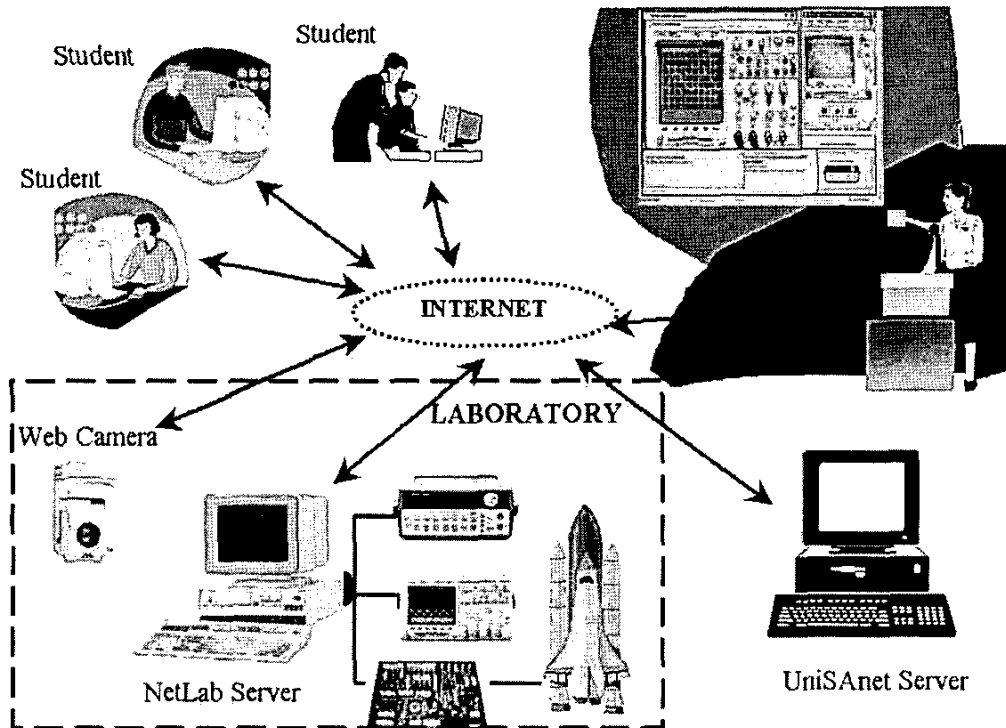 Student
Student
Student
INTERNET
LABORATORY
Web Camera
NetLab Server
UniSAnet Server